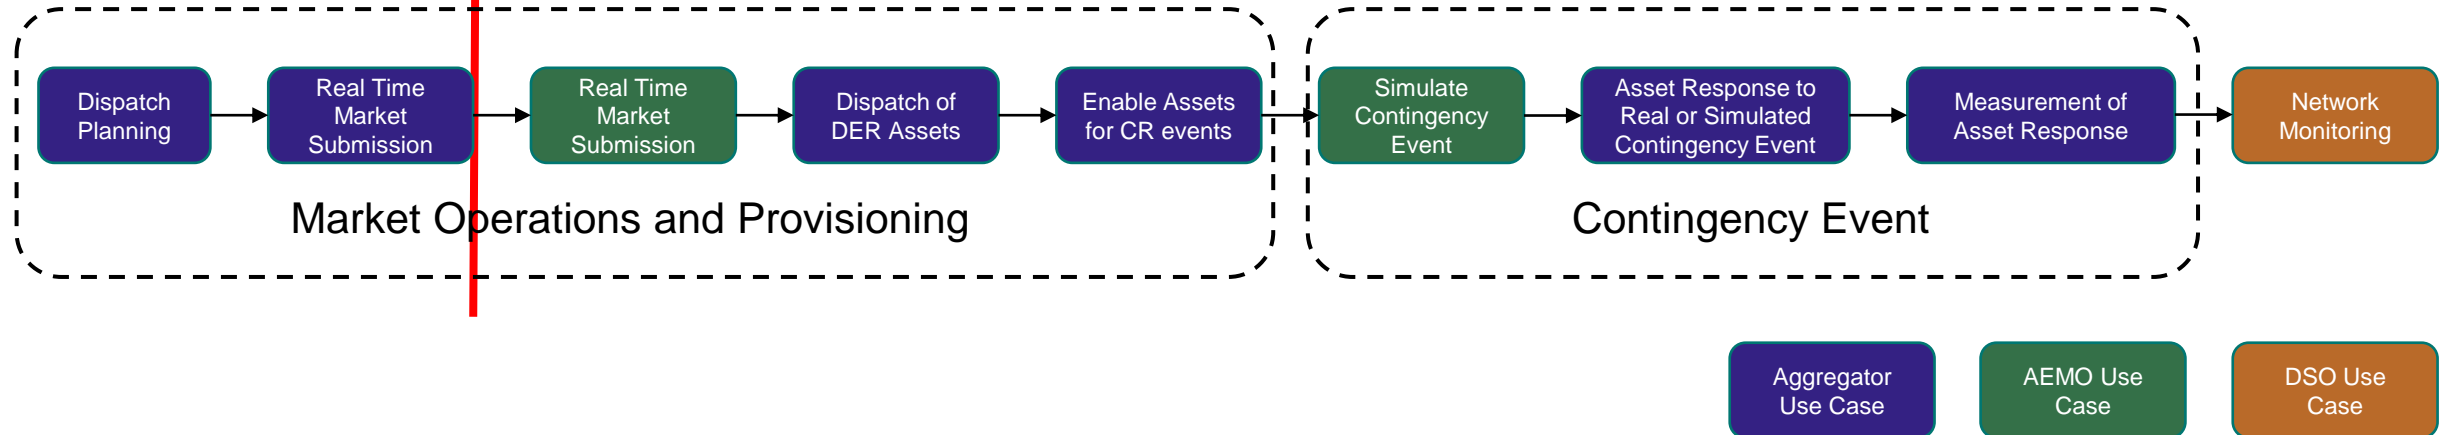 Dispatch
Planning
Real Time
Market
Submission
Real Time
Market
Submission
Dispatch of
DER Assets
Enable Assets
for CR events
Simulate
Contingency
Event
Asset Response to
Real or Simulated
Contingency Event
Measurement of
Asset Response
Network
Monitoring
Market Operations and Provisioning
Contingency Event
Aggregator
Use Case
AEMO Use
Case
DSO Use
Case